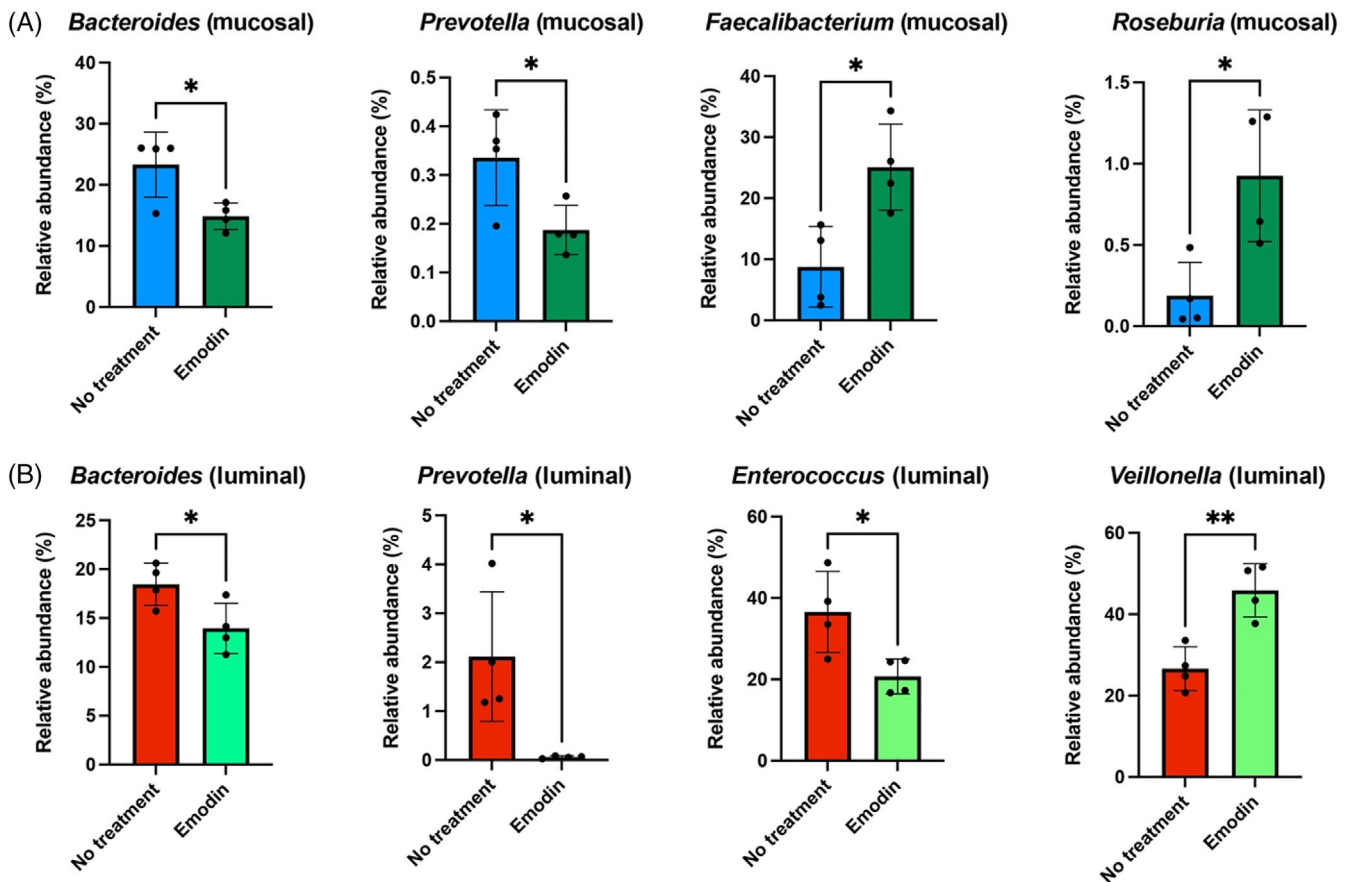 (A)
Bacteroides (mucosal)
*
Relative abundance (%)
40
30
20
10
0
No treatment
Emodin
Prevotella (mucosal)
*
Relative abundance (%)
0.5
0.4
0.3
0.2
0.1
0.0
No treatment
Emodin
Faecalibacterium (mucosal)
*
Relative abundance (%)
40
30
20
10
0
No treatment
Emodin
Roseburia (mucosal)
*
Relative abundance (%)
1.5
1.0
0.5
0.0
No treatment
Emodin
(B)
Bacteroides (luminal)
*
Relative abundance (%)
25
20
15
10
5
0
No treatment
Emodin
Prevotella (luminal)
*
Relative abundance (%)
5
4
3
2
1
0
No treatment
Emodin
Enterococcus (luminal)
*
Relative abundance (%)
60
40
20
0
No treatment
Emodin
Veillonella (luminal)
**
Relative abundance (%)
60
40
20
0
No treatment
Emodin